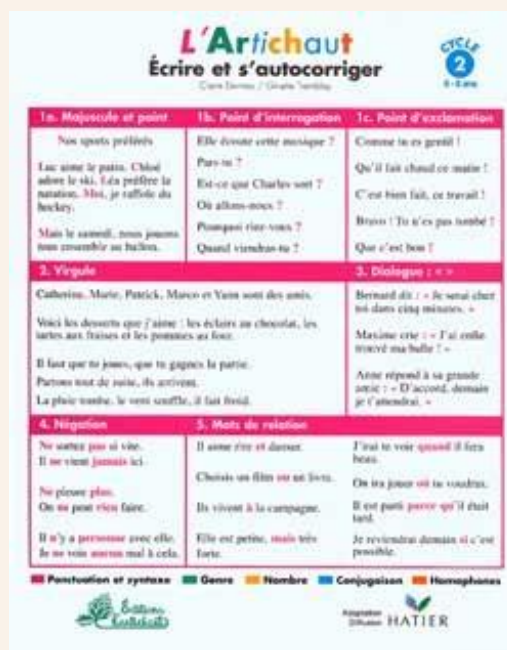 L'Artichaut
Écrire et s'autocorriger
CYCLE
2
1a. Majuscule et point
Nos sports préférés
Luc aime le patin. Chloé
adore le ski. Léa préfère la
natation. Moi, je raffole du
hockey.
Mais le samedi, nous jouons
tous ensemble au ballon.
1b. Point d'interrogation
Elle écoute cette musique ?
Pars-tu ?
Est-ce que Charles sort ?
Où allons-nous ?
Pourquoi riez-vous ?
Quand viendras-tu ?
1c. Point d'exclamation
Comme tu es gentil !
Qu'il fait chaud ce matin !
C'est bien fait, ce travail !
Bravo ! Tu n'es pas tombé !
Que c'est bon !
2. Virgule
Catherine, Marie, Patrick, Marco et Yann sont des amis.
Voici les desserts que j'aime : les éclairs au chocolat, les
tartes aux fraises et les pommes au four.
Il faut que tu joues, que tu gagnes la partie.
Partons tout de suite, ils arrivent.
La pluie tombe, le vent souffle, il fait froid.
3. Dialogue : « »
Bernard dit : « Je serai chez
toi dans cinq minutes. »
Maxime crie : « J'ai enfin
trouvé ma bulle ! »
Anne répond à sa grande
amie : « D'accord, demain
je t'attendrai. »
4. Négation
Ne sortez pas si vite.
Il ne vient jamais ici.
Ne pleure plus.
On ne peut rien faire.
Il n'y a personne avec elle.
Je ne vois aucun mal à cela.
5. Mots de relation
Il aime rire et danser.
Choisis un film ou un livre.
Ils vivent à la campagne.
Elle est petite, mais très
forte.
J'irai te voir quand il fera
beau.
On ira jouer où tu voudras.
Il est parti parce qu'il était
tard.
Je reviendrai demain si c'est
possible.
Ponctuation et syntaxe Genre Nombre Conjugaison Homophones
Éditions
l'artichaut
Adaptation
Diffusion HATIER